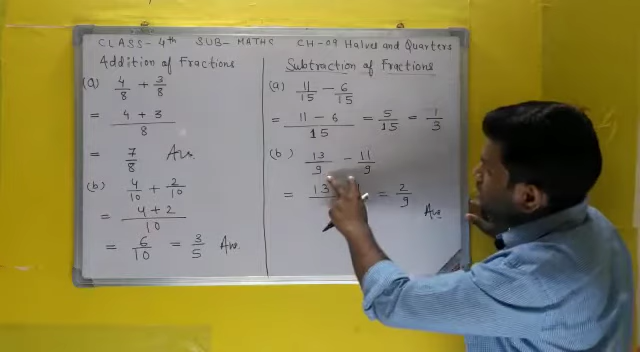 CLASS- 4th SUB- MATHS CH-09 Halves and Quarters
Addition of Fractions
(a) 4/8 + 3/8
= 4 + 3 / 8
= 7/8 Ans.
(b) 4/10 + 2/10
= 4+2 / 10
= 6/10 = 3/5 Ans.
Subtraction of Fractions
(a) 11/15 - 6/15
= 11 - 6 / 15 = 5/15 = 1/3
(b) 13/9 - 11/9
= 13 = 2/9
Ans.